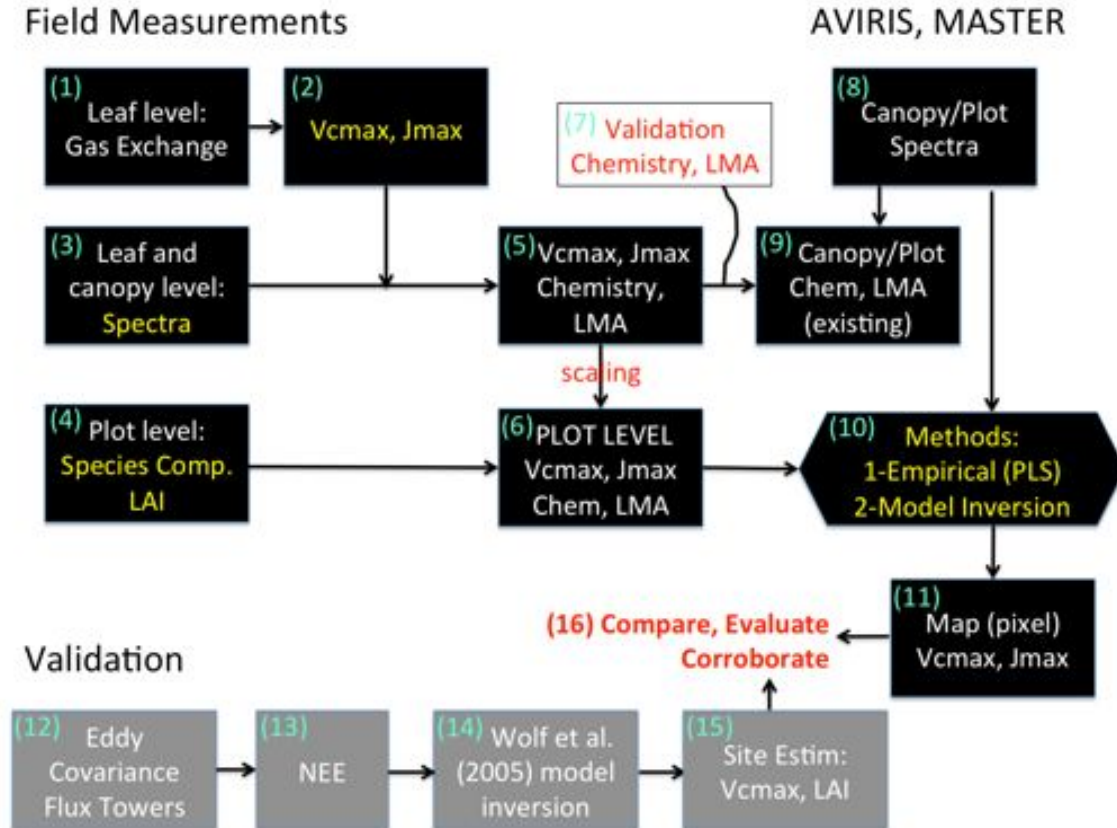 Field Measurements
AVIRIS, MASTER
(1)
Leaf level:
Gas Exchange
(2)
Vcmax, Jmax
(7) Validation
Chemistry, LMA
(8)
Canopy/Plot
Spectra
(3)
Leaf and
canopy level:
Spectra
(5)
Vcmax, Jmax
Chemistry,
LMA
(9)
Canopy/Plot
Chem, LMA
(existing)
scaling
(4)
Plot level:
Species Comp.
LAI
(6)
PLOT LEVEL
Vcmax, Jmax
Chem, LMA
(10)
Methods:
1-Empirical (PLS)
2-Model Inversion
(11)
Map (pixel)
Vcmax, Jmax
(16) Compare, Evaluate
Corroborate
Validation
(12)
Eddy
Covariance
Flux Towers
(13)
NEE
(14)
Wolf et al.
(2005) model
inversion
(15)
Site Estim:
Vcmax, LAI